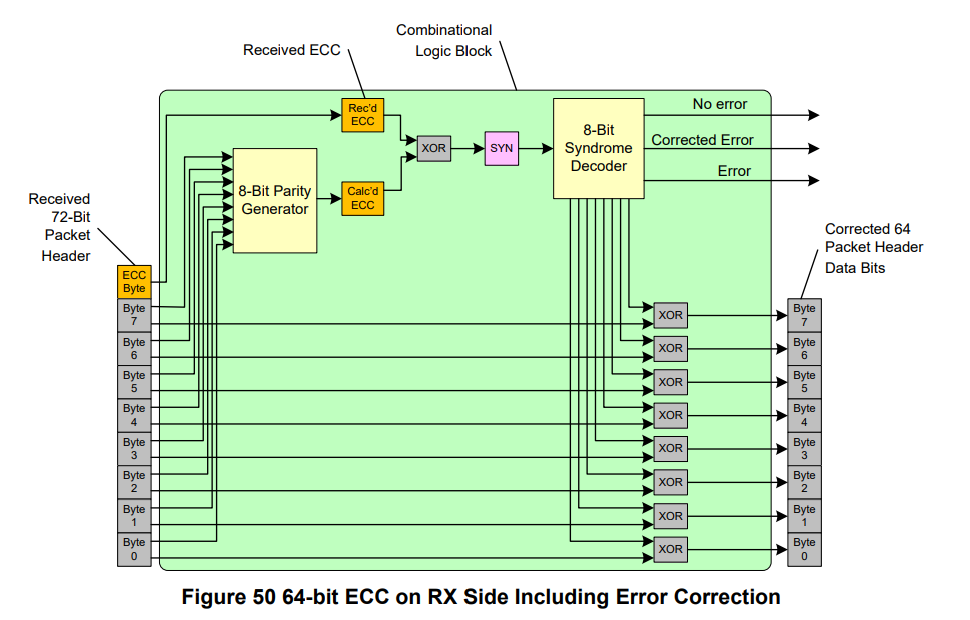 Combinational
Logic Block
Received ECC
Rec'd
ECC
XOR
SYN
8-Bit
Syndrome
Decoder
No error
Corrected Error
Error
8-Bit Parity
Generator
Calc'd
ECC
Received
72-Bit
Packet
Header
Corrected 64
Packet Header
Data Bits
ECC
Byte
Byte
7
XOR
Byte
7
Byte
6
XOR
Byte
6
Byte
5
XOR
Byte
5
Byte
4
XOR
Byte
4
Byte
3
XOR
Byte
3
Byte
2
XOR
Byte
2
Byte
1
XOR
Byte
1
Byte
0
XOR
Byte
0
Figure 50 64-bit ECC on RX Side Including Error Correction